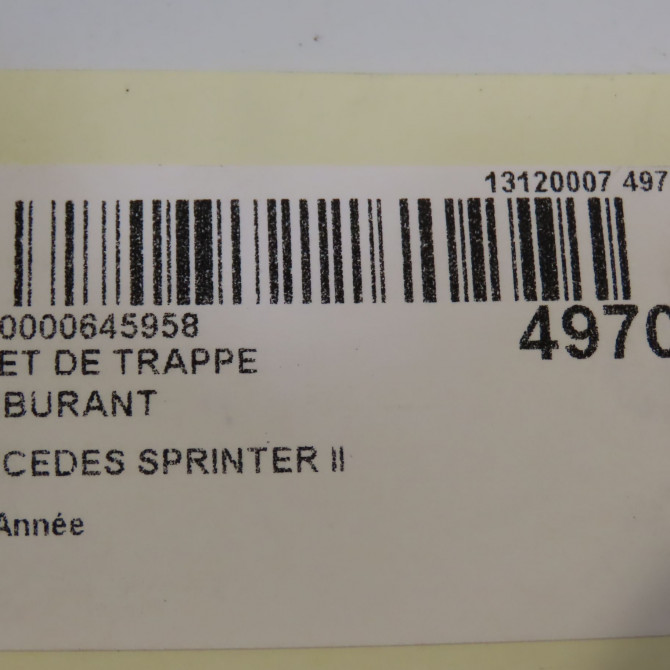 13120007 497
0000645958
4970
ET DE TRAPPE
BURANT
CEDES SPRINTER II
Année